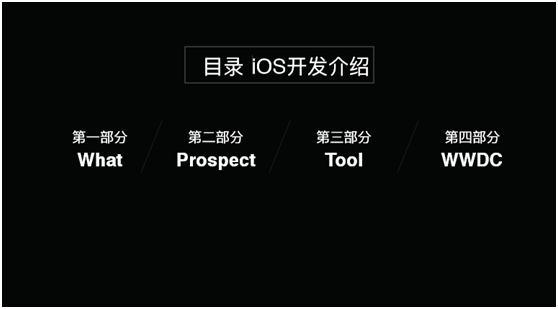 目录 iOS开发介绍
第一部分
What
第二部分
Prospect
第三部分
Tool
第四部分
WWDC